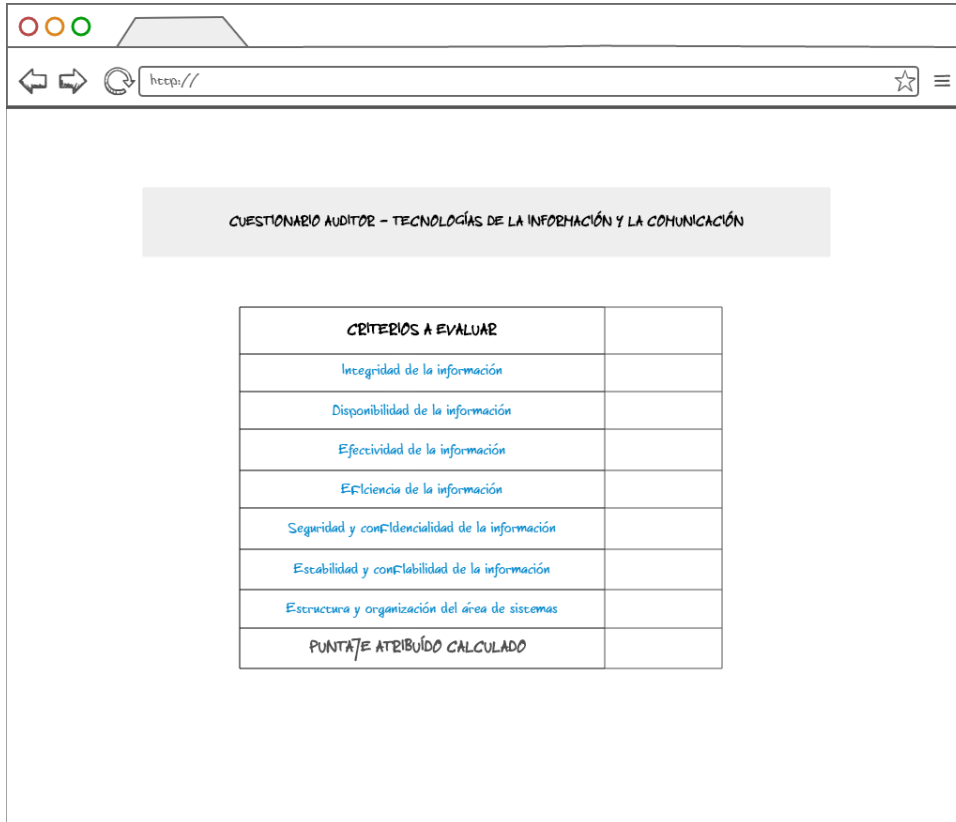 http://
CUESTIONARIO AUDITOR - TECNOLOGÍAS DE LA INFORMACIÓN Y LA COMUNICACIÓN
CRITERIOS A EVALUAR
Integridad de la información
Disponibilidad de la información
Efectividad de la información
Eficiencia de la información
Seguridad y confidencialidad de la información
Estabilidad y confiabilidad de la información
Estructura y organización del área de sistemas
PUNTAJE ATRIBUÍDO CALCULADO